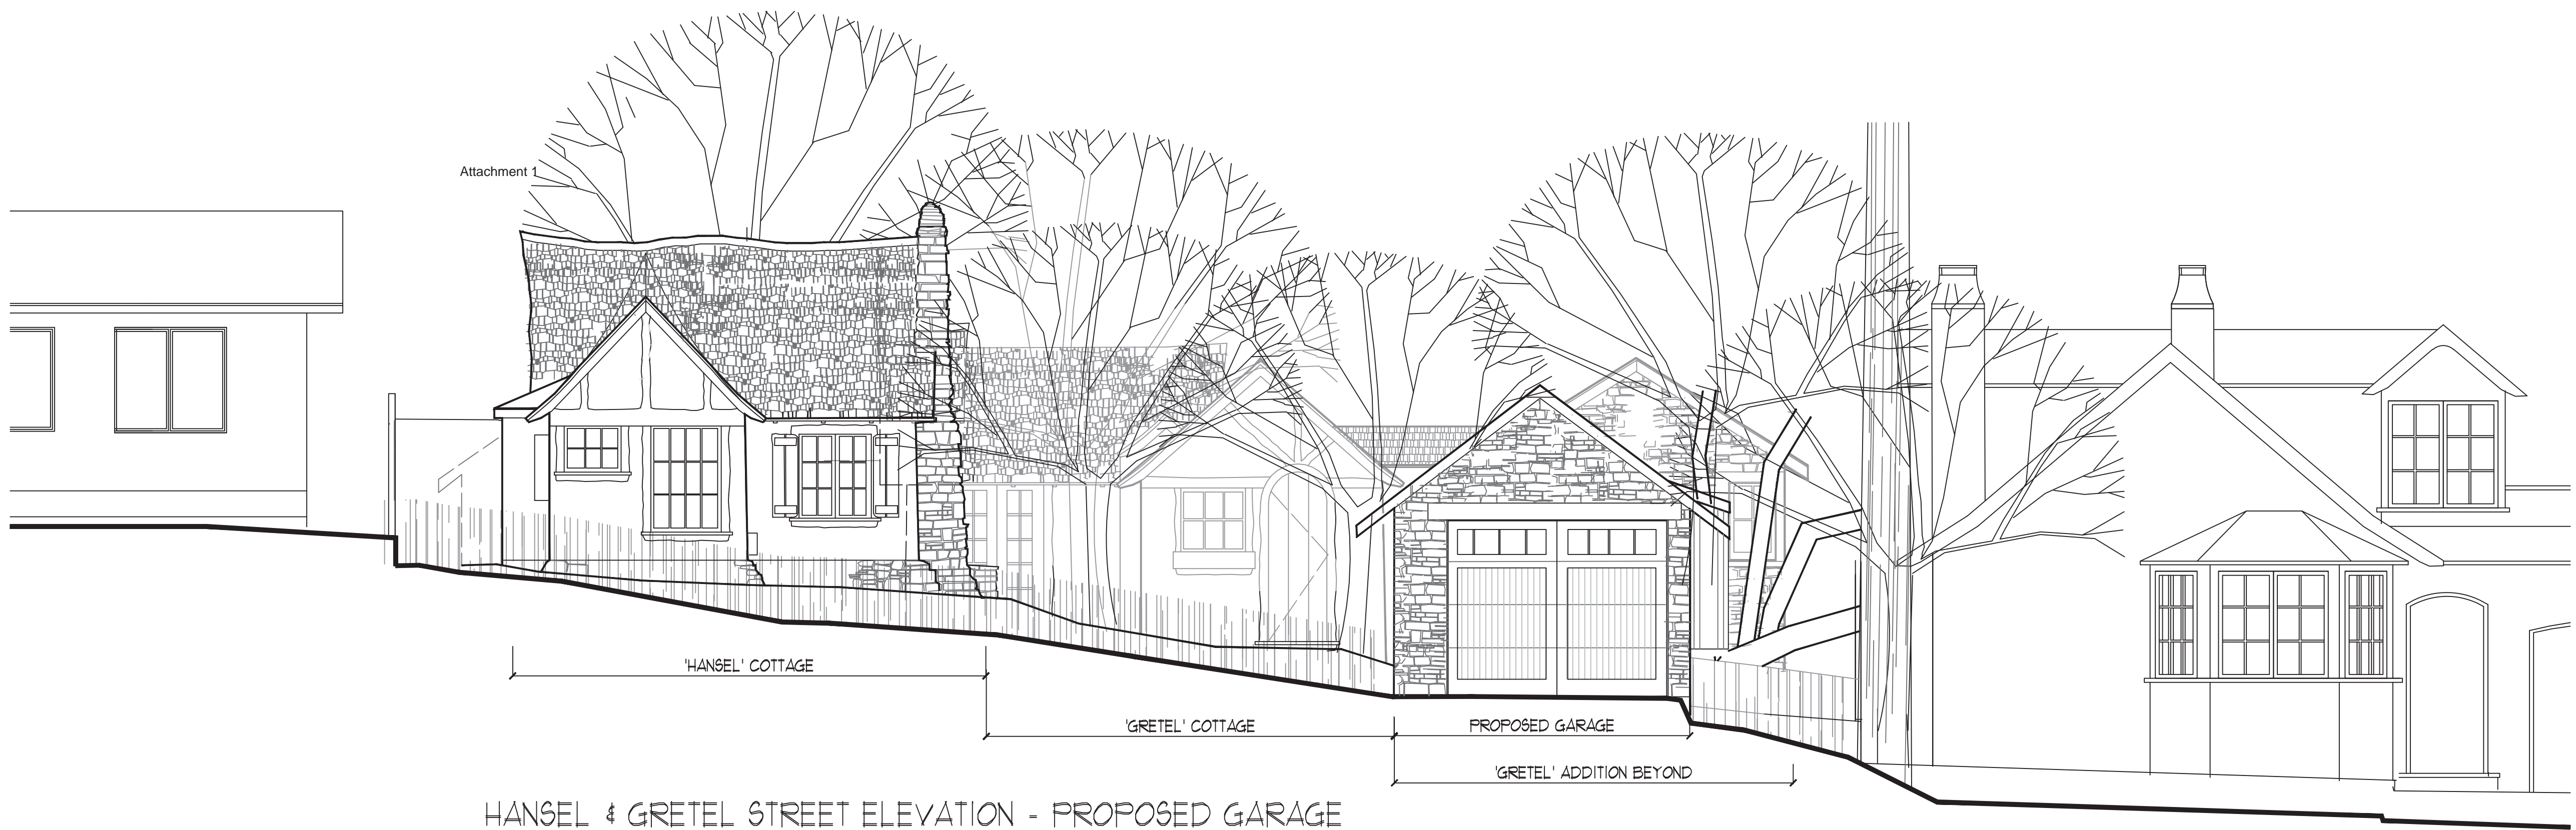 Attachment 1
'HANSEL' COTTAGE
'GRETEL' COTTAGE
PROPOSED GARAGE
'GRETEL' ADDITION BEYOND
HANSEL & GRETEL STREET ELEVATION - PROPOSED GARAGE